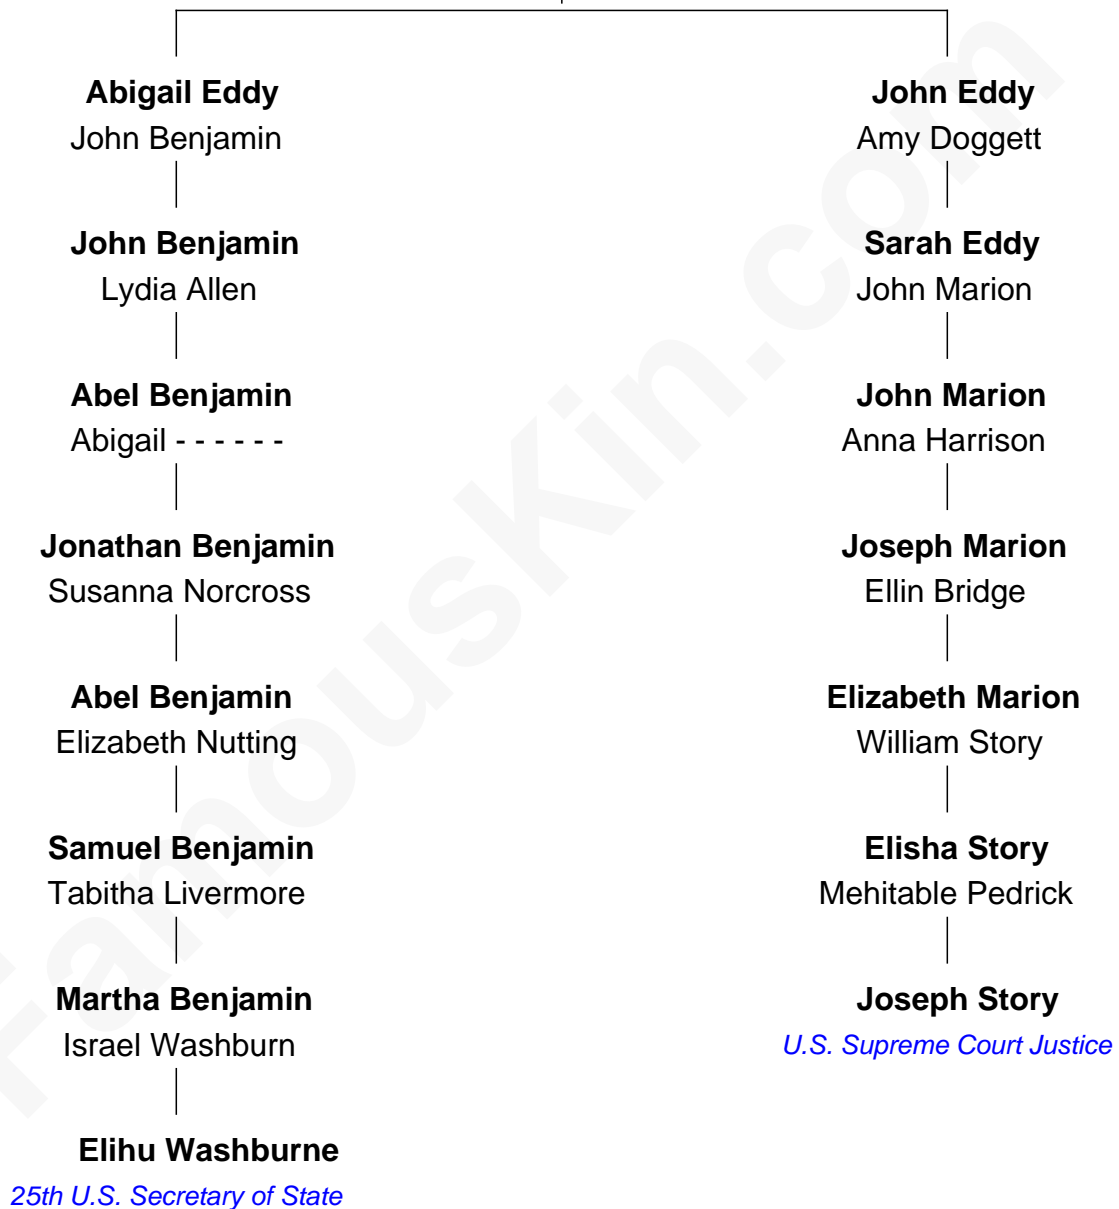 Abigail Eddy
John Benjamin
John Eddy
Amy Doggett
John Benjamin
Lydia Allen
Sarah Eddy
John Marion
Abel Benjamin
Abigail - - - - - -
John Marion
Anna Harrison
Jonathan Benjamin
Susanna Norcross
Joseph Marion
Ellin Bridge
Abel Benjamin
Elizabeth Nutting
Elizabeth Marion
William Story
Samuel Benjamin
Tabitha Livermore
Elisha Story
Mehitable Pedrick
Martha Benjamin
Israel Washburn
Joseph Story
U.S. Supreme Court Justice
Elihu Washburne
25th U.S. Secretary of State
FamousKin.com